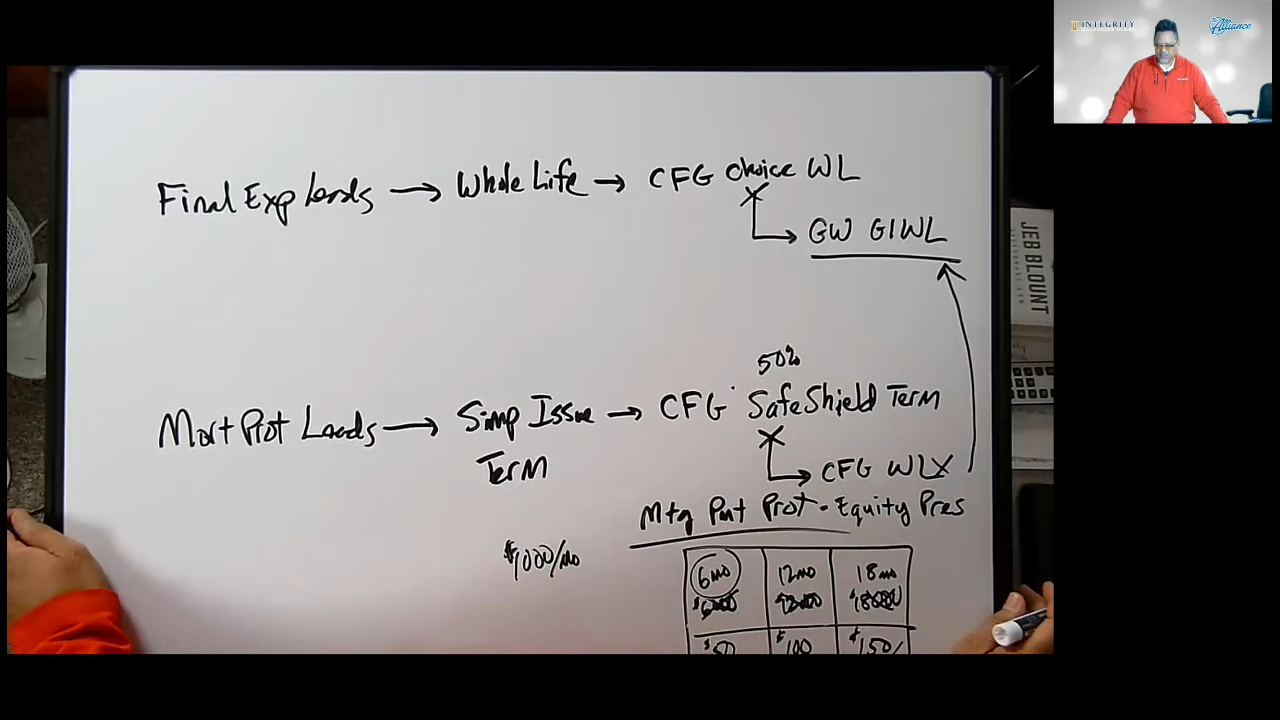 INTEGRITY
Alliance
Final Exp Leads → Whole Life → CFG Choice WL
X
GW GIWL
JEB BLOUNT
50%
Mort Prot Leads → Simp Issue → CFG SafeShield Term
Term
X
CFG WL X
Mtg Pmt Prot - Equity Pres
$1000/mo
6mo 12mo 18mo
$6000 $12000 $18000
$50 $100 $150/